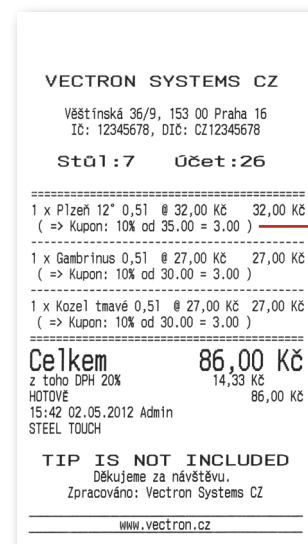 VECTRON SYSTEMS CZ
Věštínská 36/9, 153 00 Praha 16
Ič: 12345678, DIč: CZ12345678
Stůl:7 Účet:26
1 x Plzeň 12° 0,5l @ 32,00 Kč 32,00 Kč
( => Kupon: 10% od 35.00 = 3.00 )
1 x Gambrinus 0,5l @ 27,00 Kč 27,00 Kč
( => Kupon: 10% od 30.00 = 3.00 )
1 x Kozel tmavé 0,5l @ 27,00 Kč 27,00 Kč
( => Kupon: 10% od 30.00 = 3.00 )
Celkem 86,00 Kč
z toho DPH 20% 14,33 Kč
HOTOVĚ 86,00 Kč
15:42 02.05.2012 Admin
STEEL TOUCH
TIP IS NOT INCLUDED
Děkujeme za návštěvu.
Zpracováno: Vectron Systems CZ
www.vectron.cz